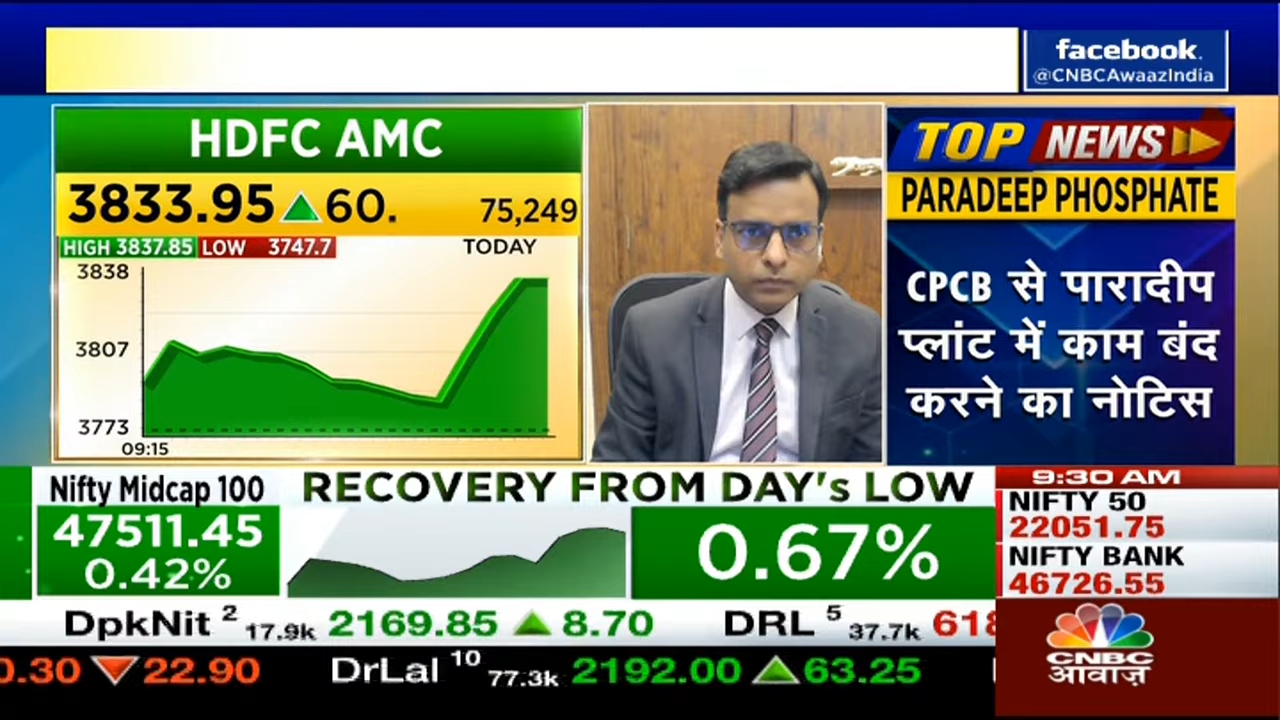 facebook.
@CNBCAwaazIndia
HDFC AMC
3833.95 60.
75,249
HIGH 3837.85 LOW 3747.7
TODAY
3838
3807
3773
09:15
TOP NEWS
PARADEEP PHOSPHATE
CPCB से पारादीप
प्लांट में काम बंद
करने का नोटिस
Nifty Midcap 100
47511.45
0.42%
RECOVERY FROM DAY's LOW
0.67%
9:30 AM
NIFTY 50
22051.75
NIFTY BANK
46726.55
DpkNit 2 17.9k 2169.85 8.70 DRL 5 37.7k 618
0.30 22.90 DrLal 10 77.3k 2192.00 63.25
CNBC
आवाज़